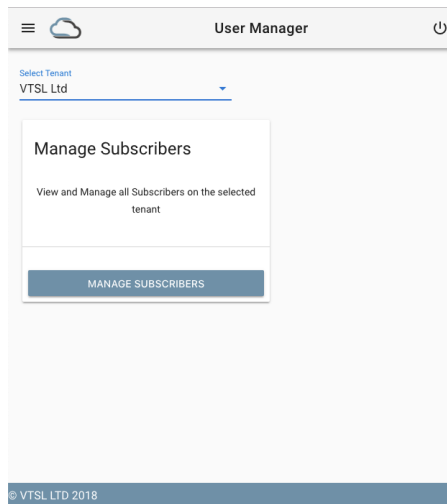 User Manager
Select Tenant
VTSL Ltd
Manage Subscribers
View and Manage all Subscribers on the selected
tenant
MANAGE SUBSCRIBERS
© VTSL LTD 2018